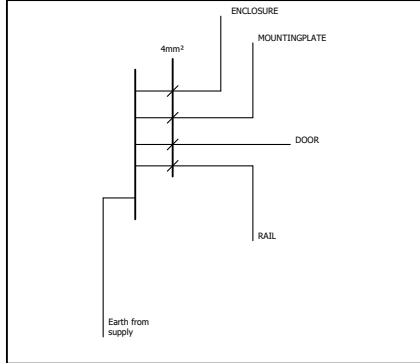 ENCLOSURE
MOUNTINGPLATE
4mm²
DOOR
RAIL
Earth from
supply